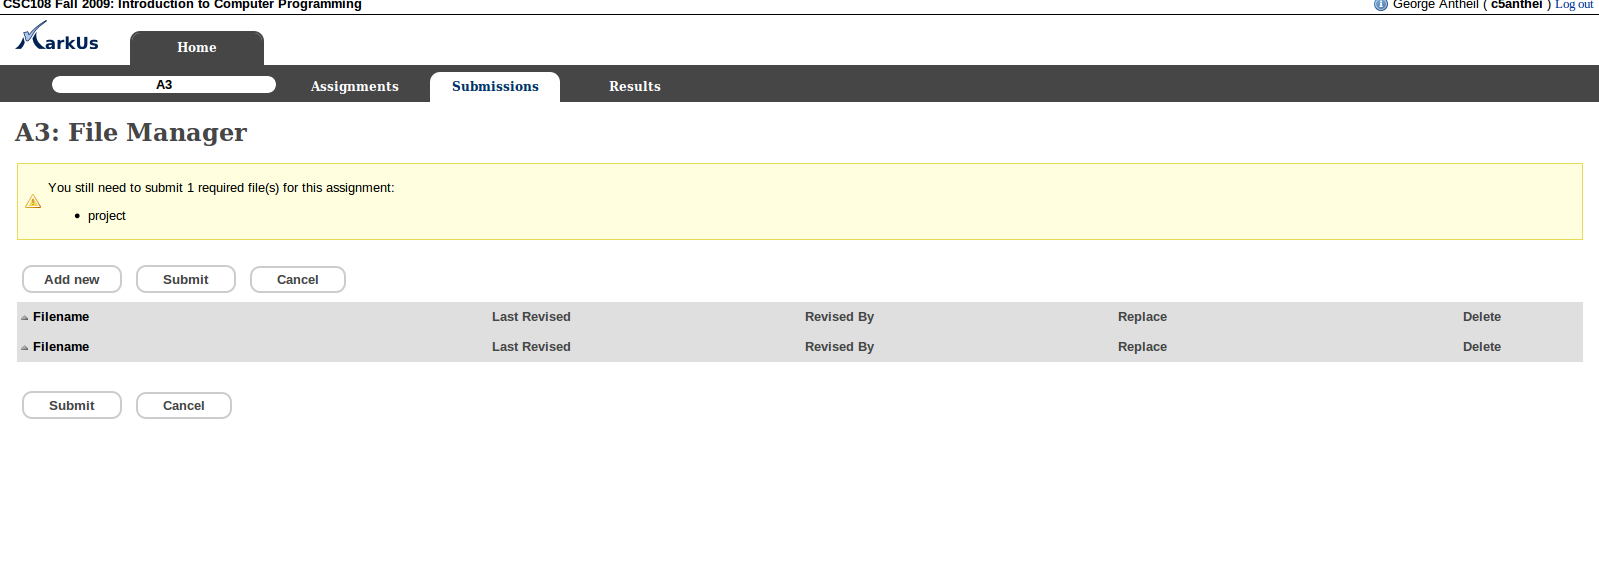 CSC108 Fall 2009: Introduction to Computer Programming
George Antheil ( c5anthei ) Log out
MarkUs
Home
A3 Assignments Submissions Results
A3: File Manager
You still need to submit 1 required file(s) for this assignment:
• project
Add new Submit Cancel
Filename Last Revised Revised By Replace Delete
Filename Last Revised Revised By Replace Delete
Submit Cancel